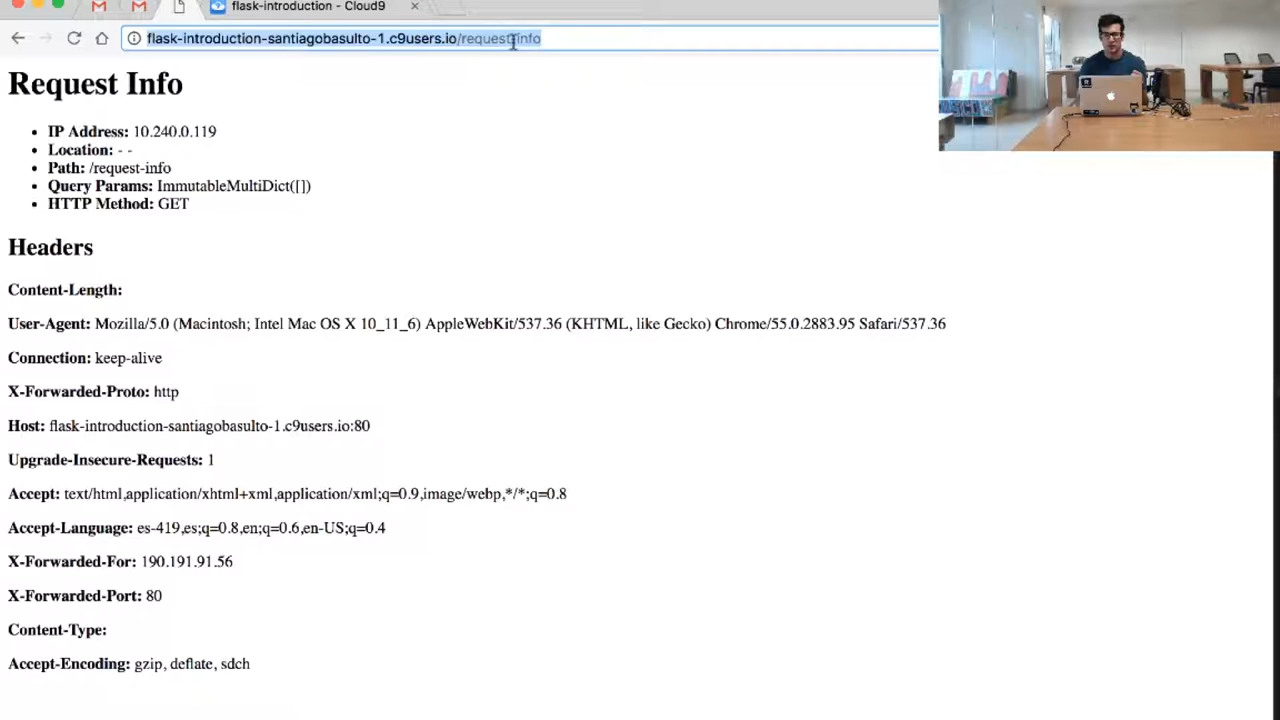 flask-introduction - Cloud9
flask-introduction-santiagobasulto-1.c9users.io/request-info
Request Info
IP Address: 10.240.0.119
Location: - -
Path: /request-info
Query Params: ImmutableMultiDict([])
HTTP Method: GET
Headers
Content-Length:
User-Agent: Mozilla/5.0 (Macintosh; Intel Mac OS X 10_11_6) AppleWebKit/537.36 (KHTML, like Gecko) Chrome/55.0.2883.95 Safari/537.36
Connection: keep-alive
X-Forwarded-Proto: http
Host: flask-introduction-santiagobasulto-1.c9users.io:80
Upgrade-Insecure-Requests: 1
Accept: text/html,application/xhtml+xml,application/xml;q=0.9,image/webp,*/*;q=0.8
Accept-Language: es-419,es;q=0.8,en;q=0.6,en-US;q=0.4
X-Forwarded-For: 190.191.91.56
X-Forwarded-Port: 80
Content-Type:
Accept-Encoding: gzip, deflate, sdch